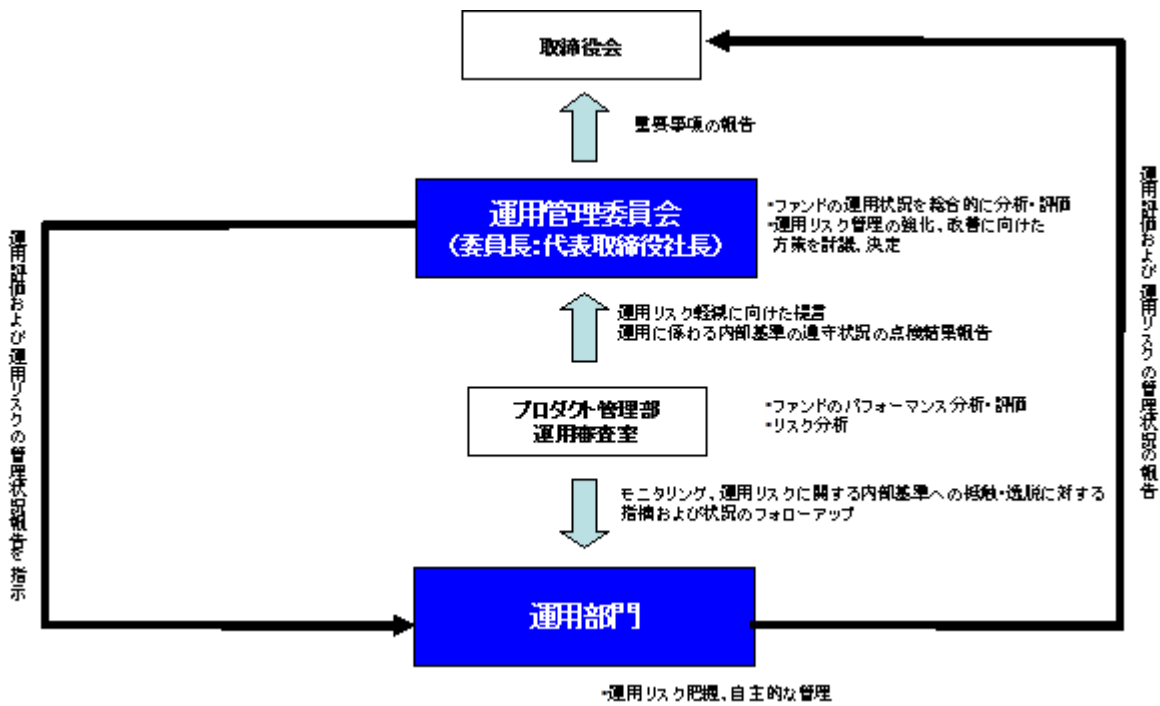 取締役会
重要事項の報告
運用管理委員会
(委員長:代表取締役社長)
・ファンドの運用状況を総合的に分析・評価
・運用リスク管理の強化、改善に向けた
方策を討議、決定
運用リスク軽減に向けた提言
運用に係わる内部基準の遵守状況の点検結果報告
プロダクト管理部
運用審査室
・ファンドのパフォーマンス分析・評価
・リスク分析
モニタリング、運用リスクに関する内部基準への抵触・逸脱に対する
指摘および状況のフォローアップ
運用部門
・運用リスク把握、自主的な管理
運用評価および運用リスクの管理状況報告を指示
運用評価および運用リスクの管理状況の報告